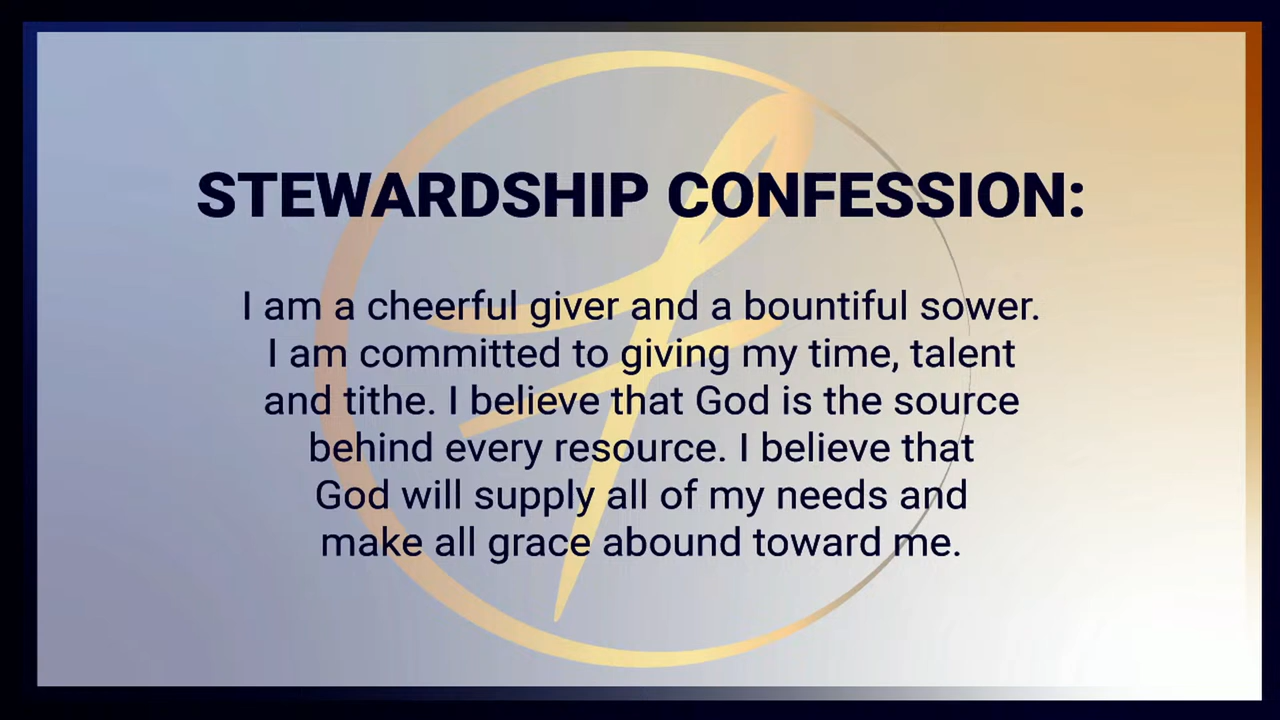 STEWARDSHIP CONFESSION:
I am a cheerful giver and a bountiful sower.
I am committed to giving my time, talent
and tithe. I believe that God is the source
behind every resource. I believe that
God will supply all of my needs and
make all grace abound toward me.